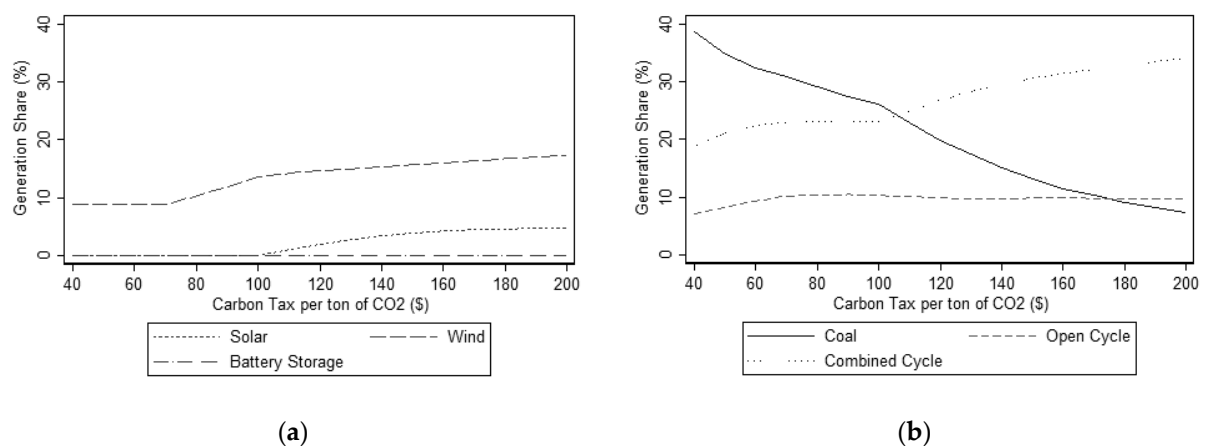 Generation Share (%)
40
30
20
10
0
40 60 80 100 120 140 160 180 200
Carbon Tax per ton of CO2 ($)
Solar Wind
Battery Storage
(a)
Generation Share (%)
40
30
20
10
0
40 60 80 100 120 140 160 180 200
Carbon Tax per ton of CO2 ($)
Coal Open Cycle
Combined Cycle
(b)